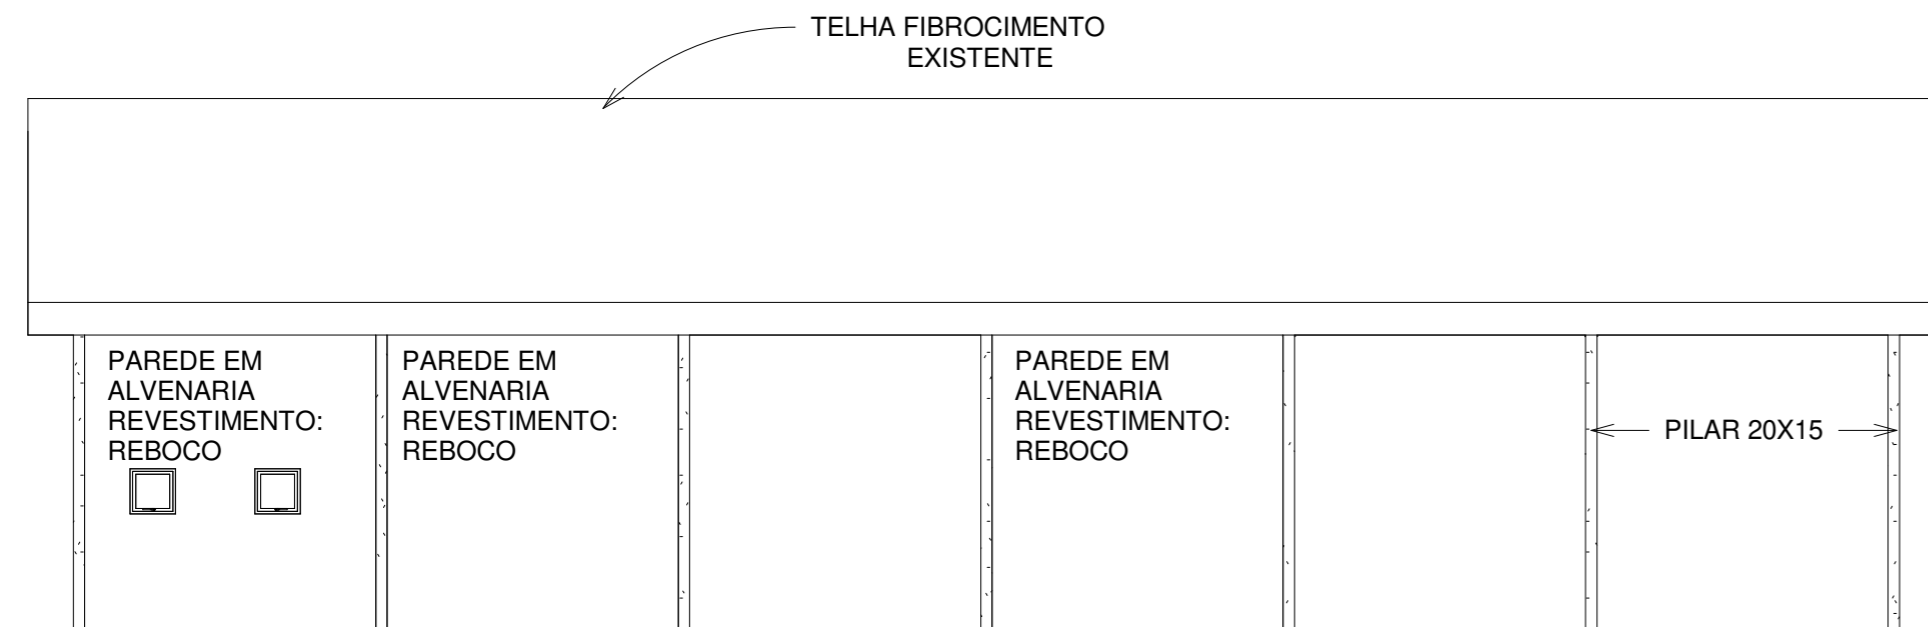 TELHA FIBROCIMENTO
EXISTENTE
PAREDE EM
ALVENARIA
REVESTIMENTO:
REBOCO
PAREDE EM
ALVENARIA
REVESTIMENTO:
REBOCO
PAREDE EM
ALVENARIA
REVESTIMENTO:
REBOCO
PILAR 20X15